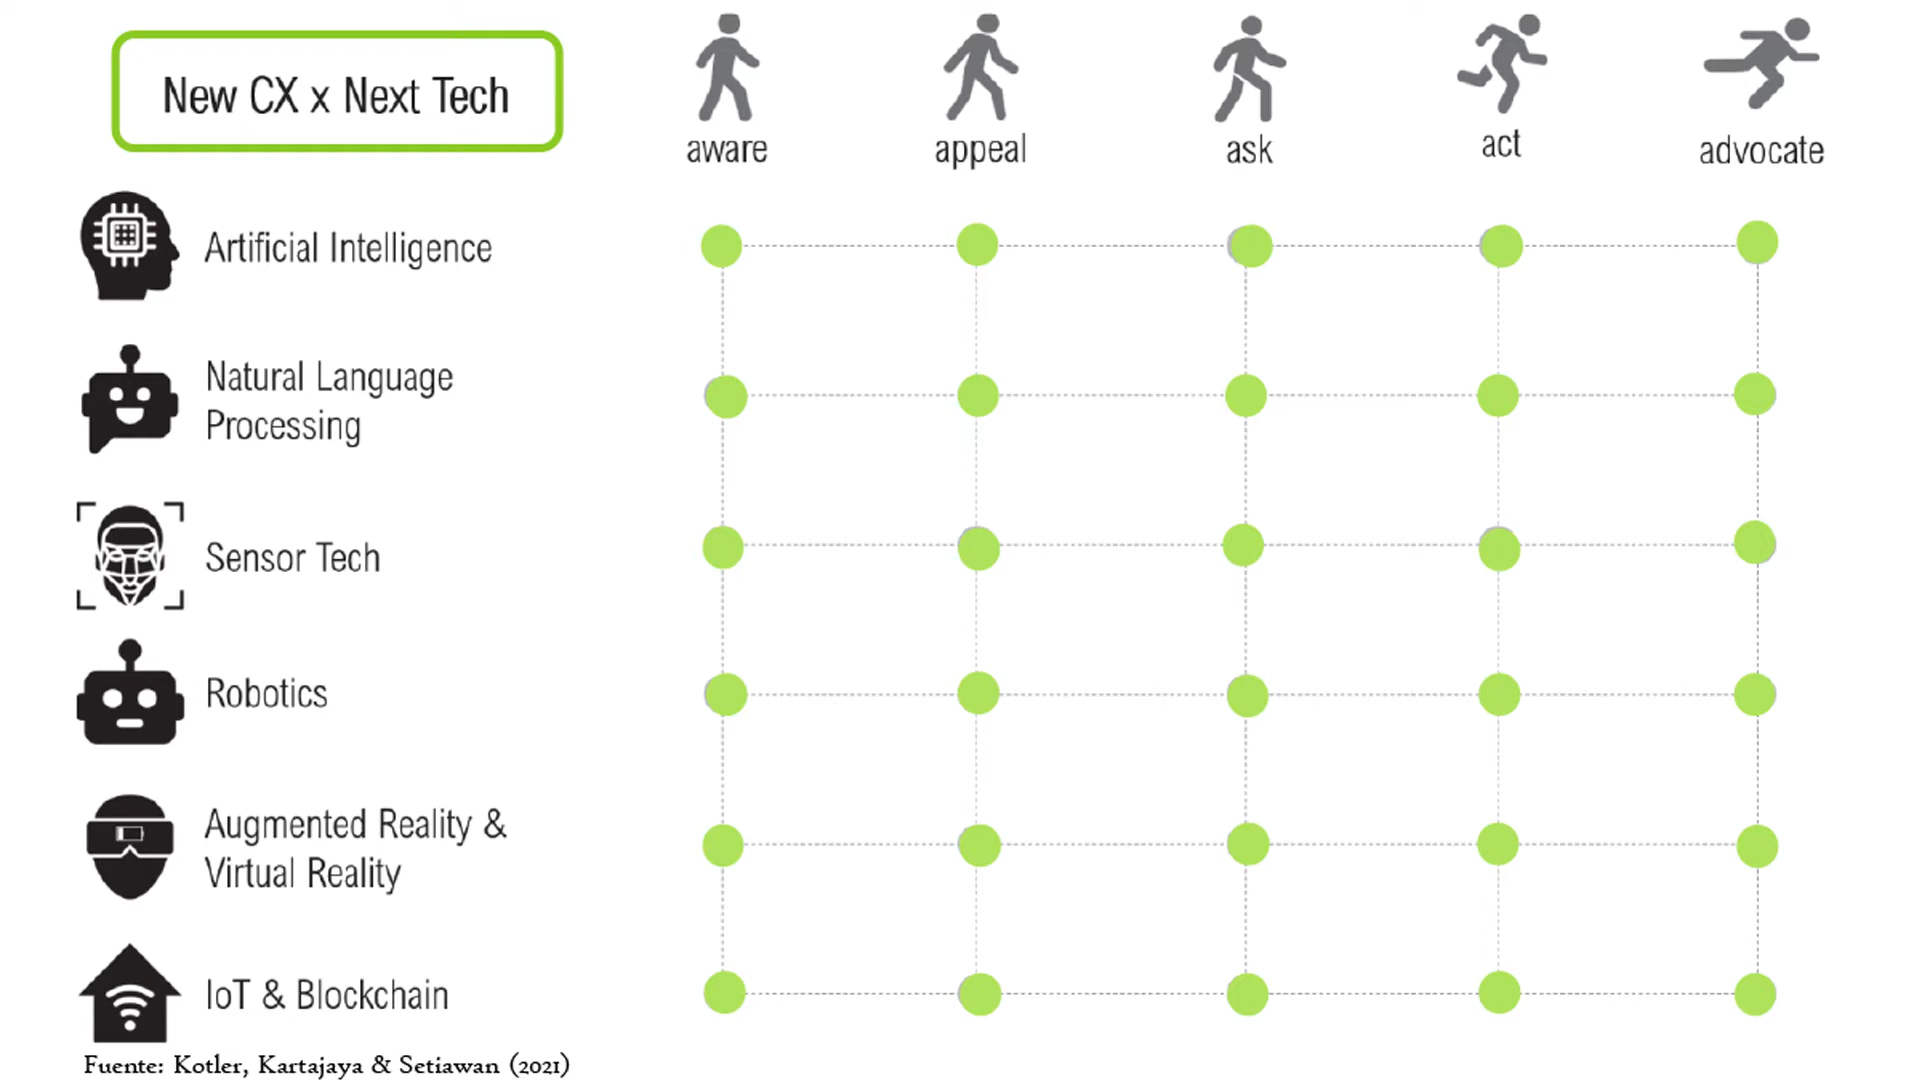 New CX x Next Tech
aware
appeal
ask
act
advocate
Artificial Intelligence
Natural Language
Processing
Sensor Tech
Robotics
Augmented Reality &
Virtual Reality
IoT & Blockchain
Fuente: Kotler, Kartajaya & Setiawan (2021)